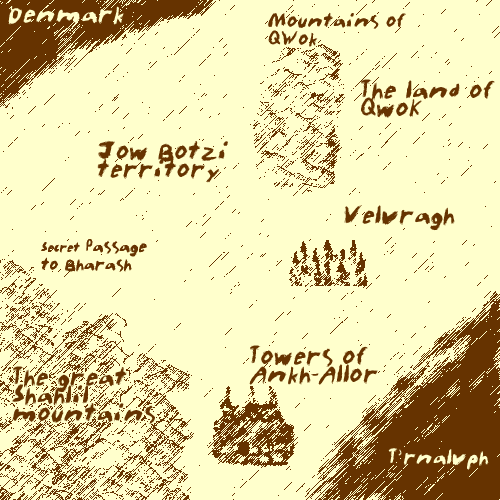 Denmark
Mountains of
QWok
The land of
Qwok
Jow Botzi
territory
Velvragh
secret Passage
to Bharash
Towers of
Ankh-Allor
The great
Shahlil
mountains